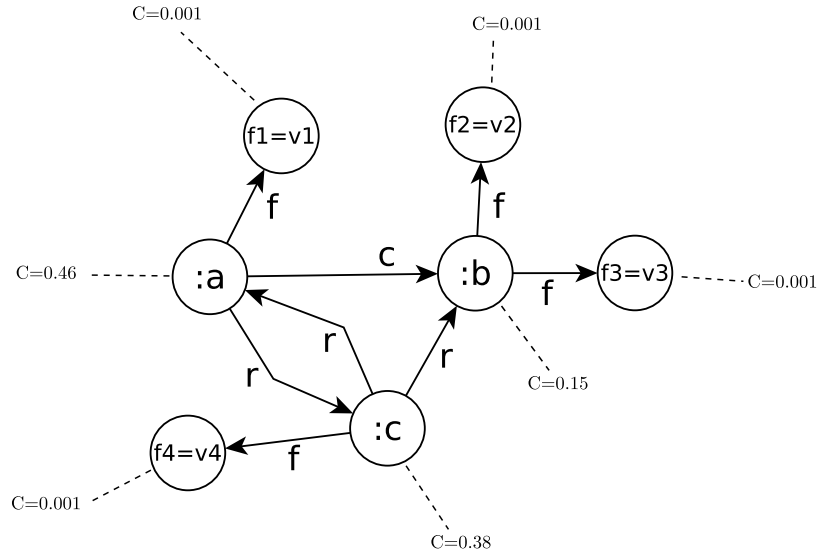 C=0.001
C=0.001
f1=v1
f2=v2
f
f
C=0.46
:a
c
:b
f
f3=v3
C=0.001
r
r
r
C=0.15
f4=v4
f
:c
C=0.001
C=0.38